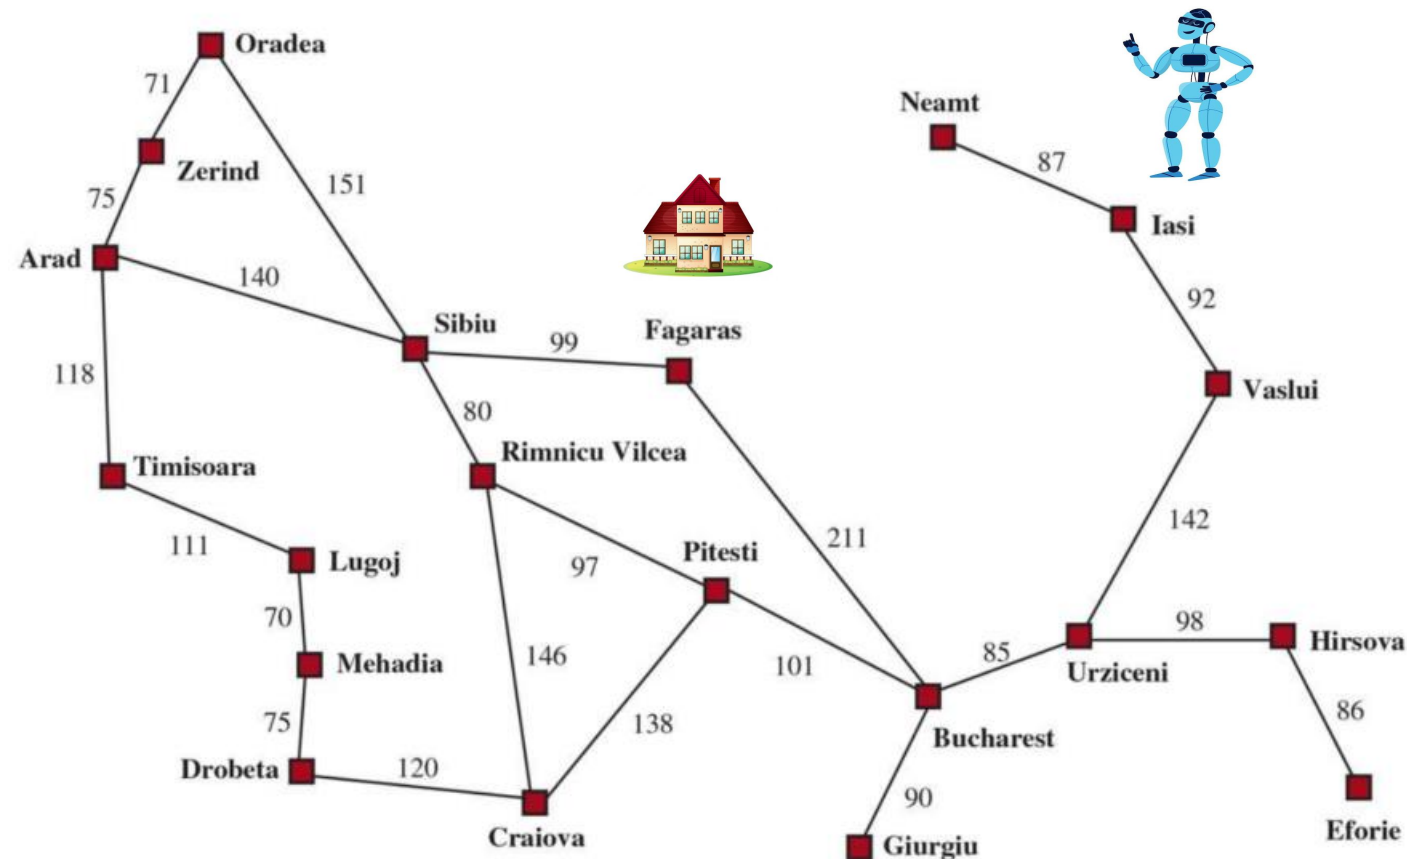 Oradea
71
Neamt
87
Zerind
151
75
Iasi
Arad
140
92
Sibiu
99
Fagaras
118
Vaslui
80
Rimnicu Vilcea
Timisoara
142
111
211
Pitesti
Lugoj
97
70
98
Hirsova
146
85
Mehadia
101
Urziceni
86
75
138
Bucharest
Drobeta
120
90
Eforie
Craiova
Giurgiu